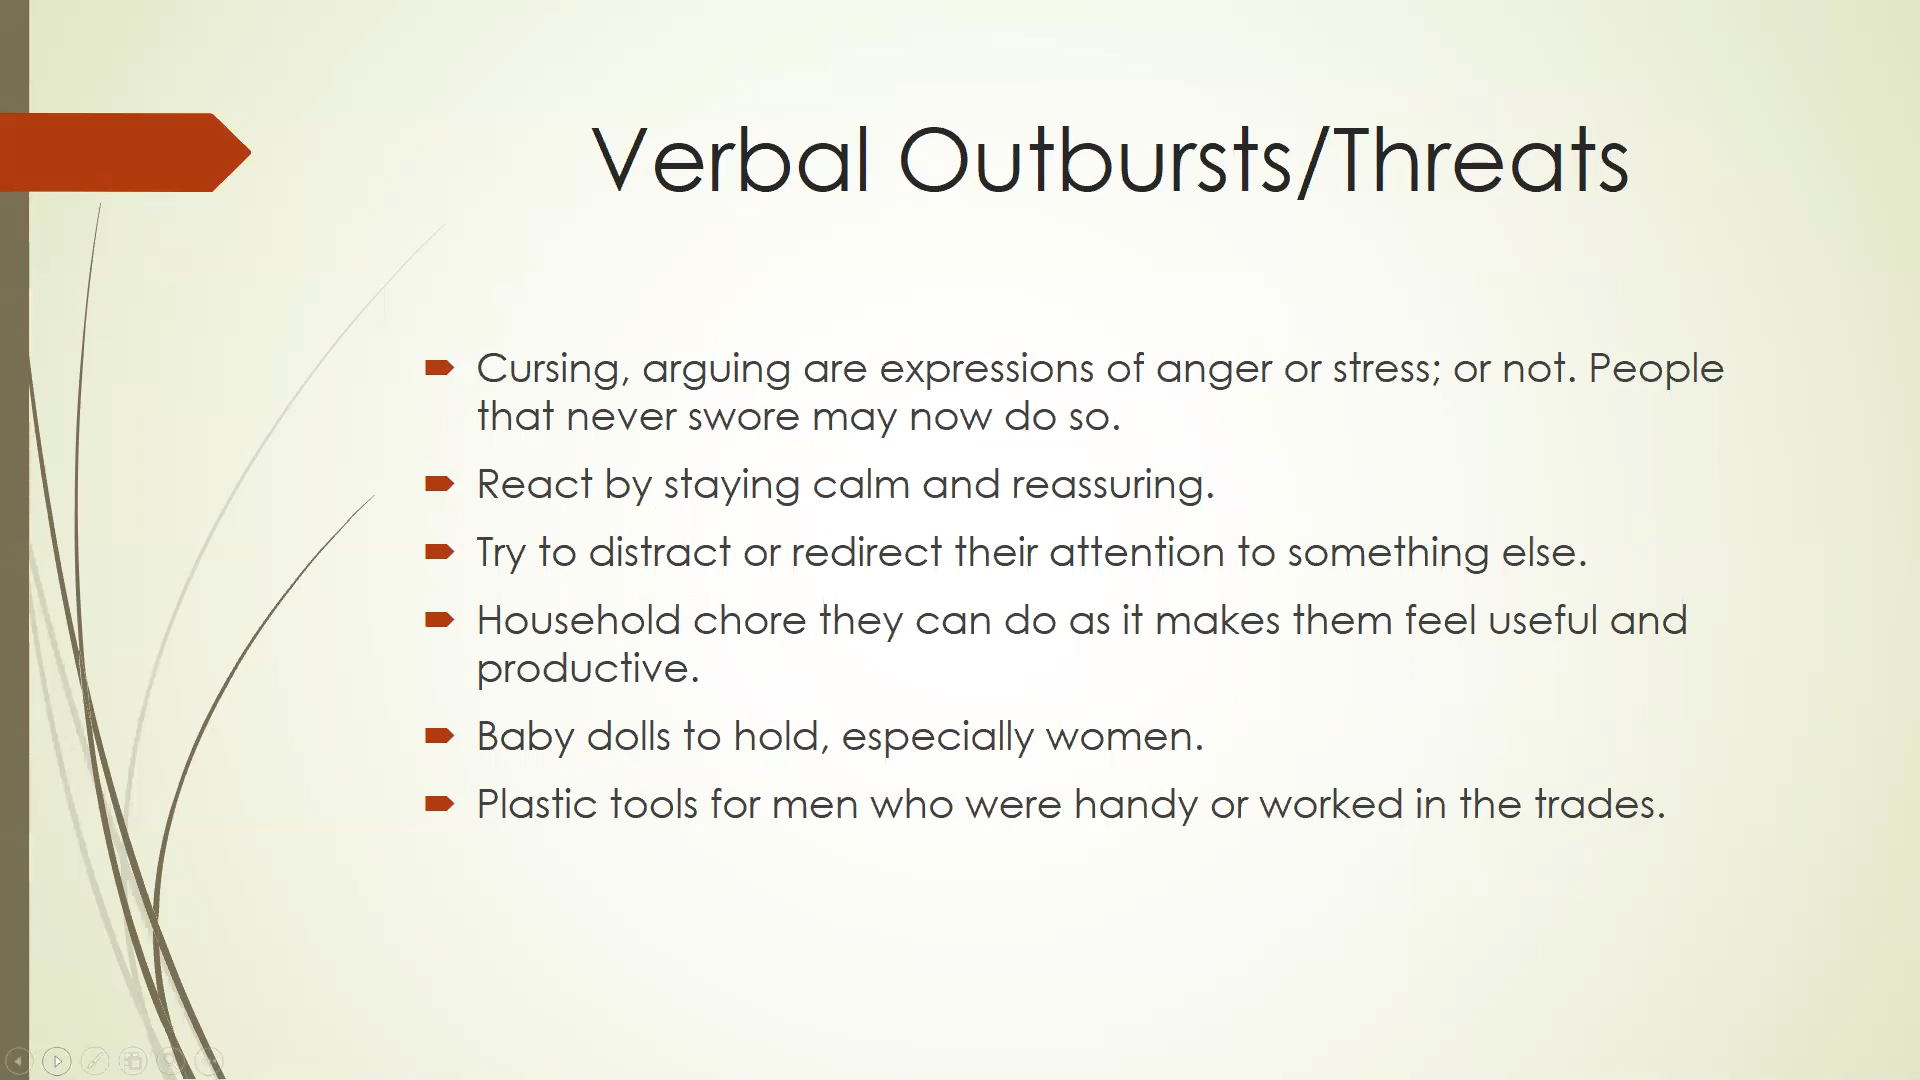 Verbal Outbursts/Threats
Cursing, arguing are expressions of anger or stress; or not. People
that never swore may now do so.
React by staying calm and reassuring.
Try to distract or redirect their attention to something else.
Household chore they can do as it makes them feel useful and
productive.
Baby dolls to hold, especially women.
Plastic tools for men who were handy or worked in the trades.